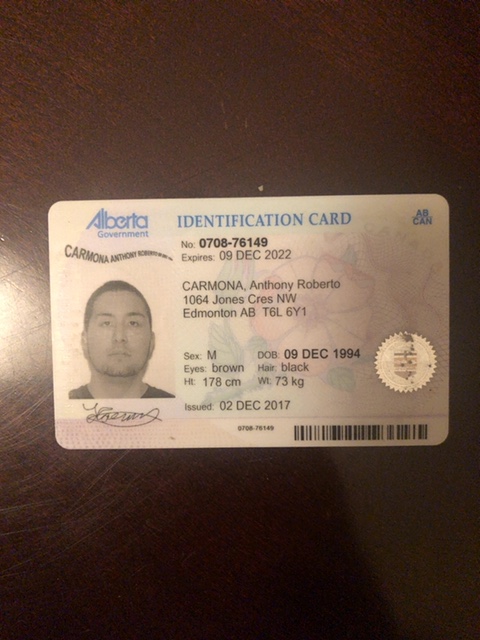 Alberta
Government
IDENTIFICATION CARD
AB
CAN
No: 0708-76149
Expires: 09 DEC 2022
CARMONA ANTHONY ROBERTO
CARMONA, Anthony Roberto
1064 Jones Cres NW
Edmonton AB T6L 6Y1
Sex: M DOB: 09 DEC 1994
Eyes: brown Hair: black
Ht: 178 cm Wt: 73 kg
Issued: 02 DEC 2017
0708-76149